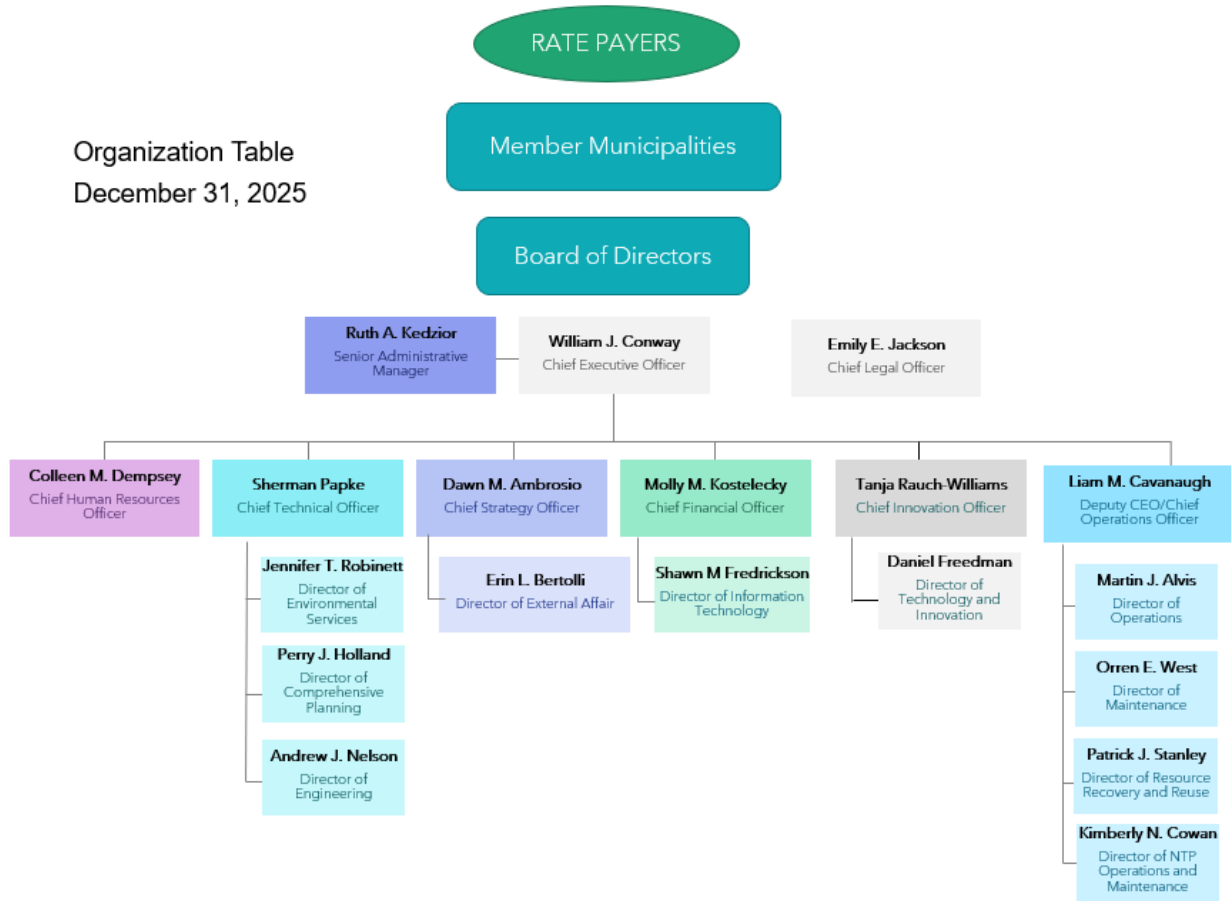 RATE PAYERS
Member Municipalities
Organization Table
December 31, 2025
Board of Directors
Ruth A. Kedzior
Senior Administrative
Manager
William J. Conway
Chief Executive Officer
Emily E. Jackson
Chief Legal Officer
Colleen M. Dempsey
Chief Human Resources
Officer
Sherman Papke
Chief Technical Officer
Dawn M. Ambrosio
Chief Strategy Officer
Molly M. Kostelecky
Chief Financial Officer
Tanja Rauch-Williams
Chief Innovation Officer
Liam M. Cavanaugh
Deputy CEO/Chief
Operations Officer
Jennifer T. Robinett
Director of
Environmental
Services
Perry J. Holland
Director of
Comprehensive
Planning
Andrew J. Nelson
Director of
Engineering
Erin L. Bertolli
Director of External Affair
Shawn M Fredrickson
Director of Information
Technology
Daniel Freedman
Director of
Technology and
Innovation
Martin J. Alvis
Director of
Operations
Orren E. West
Director of
Maintenance
Patrick J. Stanley
Director of Resource
Recovery and Reuse
Kimberly N. Cowan
Director of NTP
Operations and
Maintenance